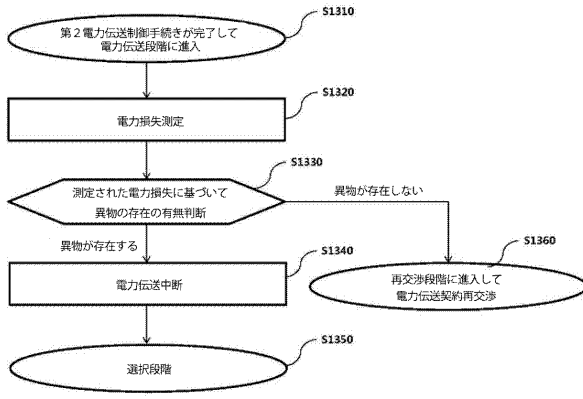 S1310
第2電力伝送制御手続きが完了して
電力伝送段階に進入
S1320
電力損失測定
S1330
測定された電力損失に基づいて
異物の存在の有無判断
異物が存在しない
異物が存在する
S1340
電力伝送中断
S1360
再交渉段階に進入して
電力伝送契約再交渉
S1350
選択段階